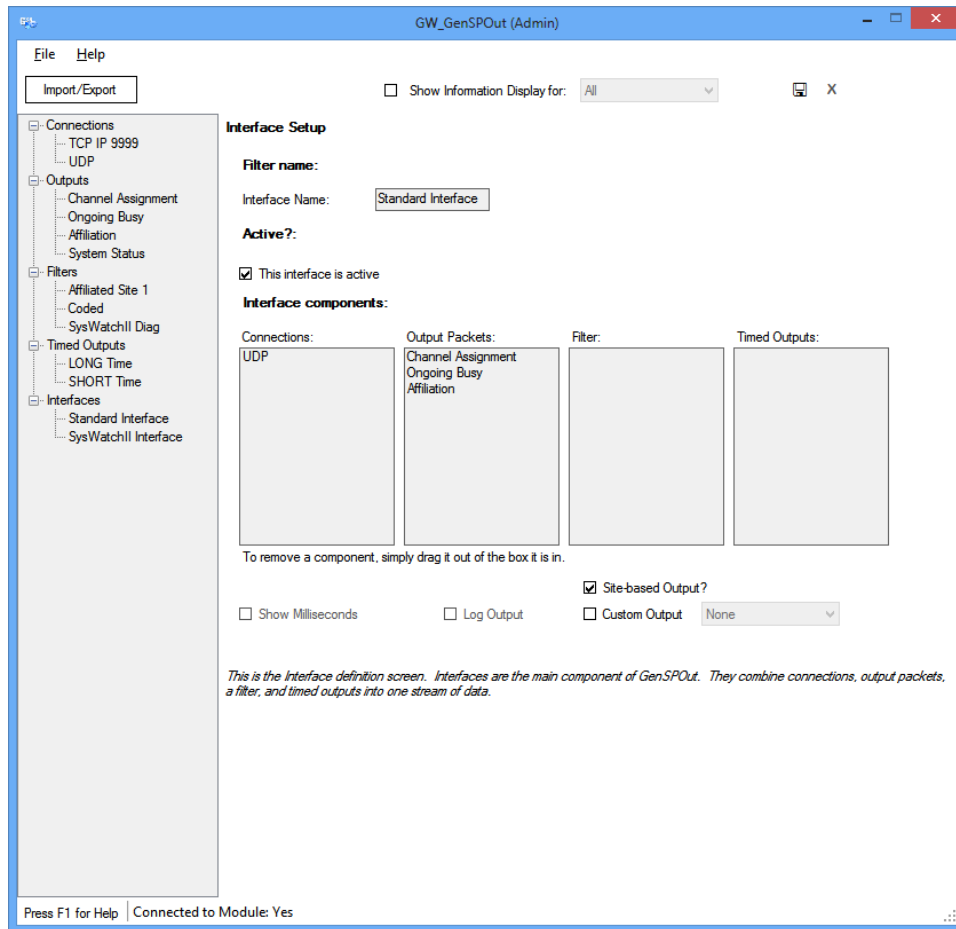 GW_GenSPOut (Admin)
File Help
Import/Export
Show Information Display for: All
X
Connections
TCP IP 9999
UDP
Outputs
Channel Assignment
Ongoing Busy
Affiliation
System Status
Filters
Affiliated Site 1
Coded
SysWatchII Diag
Timed Outputs
LONG Time
SHORT Time
Interfaces
Standard Interface
SysWatchII Interface
Interface Setup
Filter name:
Interface Name: Standard Interface
Active?:
This interface is active
Interface components:
Connections: Output Packets: Filter: Timed Outputs:
UDP
Channel Assignment
Ongoing Busy
Affiliation
To remove a component, simply drag it out of the box it is in.
Site-based Output?
Show Milliseconds Log Output Custom Output None
This is the Interface definition screen. Interfaces are the main component of GenSPOut. They combine connections, output packets,
a filter, and timed outputs into one stream of data.
Press F1 for Help Connected to Module: Yes